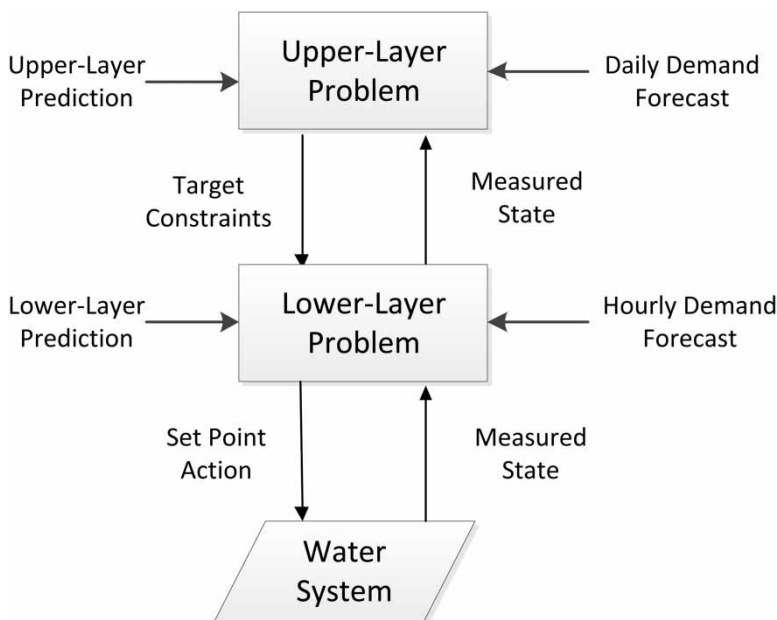 Upper-Layer
Problem
Upper-Layer
Prediction
Daily Demand
Forecast
Target
Constraints
Measured
State
Lower-Layer
Problem
Lower-Layer
Prediction
Hourly Demand
Forecast
Set Point
Action
Measured
State
Water
System